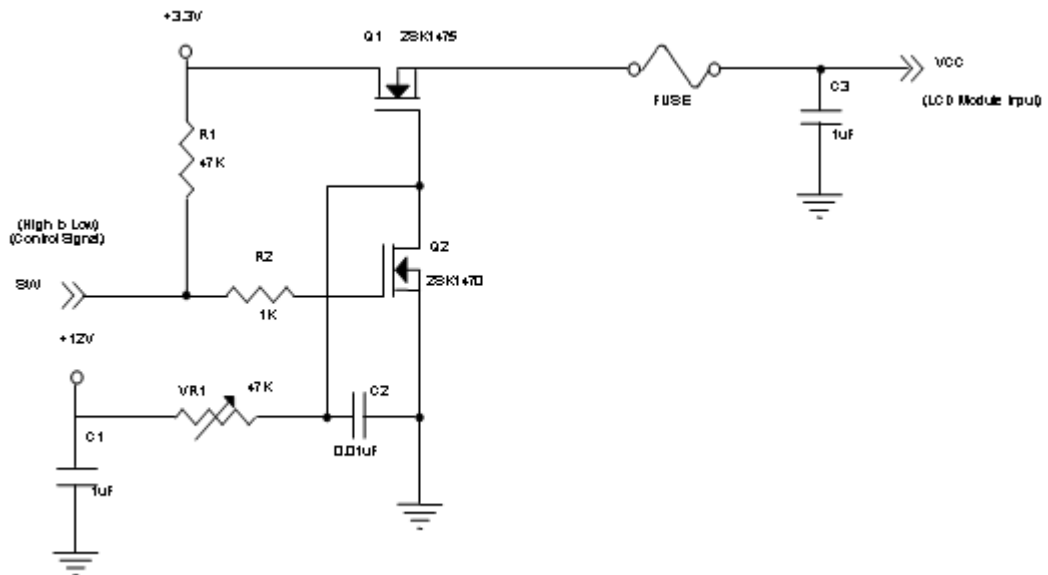 +3.3V
Q1 2SK1475
VCC
(LCD Module Input)
FUSE
C3
1uF
R1
47K
(High to Low)
(Control Signal)
SW
R2
1K
Q2
2SK1470
+12V
VR1
47K
C2
0.01uF
C1
1uF